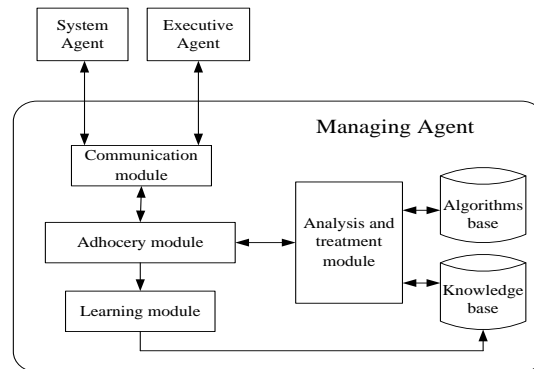 System
Agent
Executive
Agent
Managing Agent
Communication
module
Adhocery module
Learning module
Analysis and
treatment
module
Algorithms
base
Knowledge
base